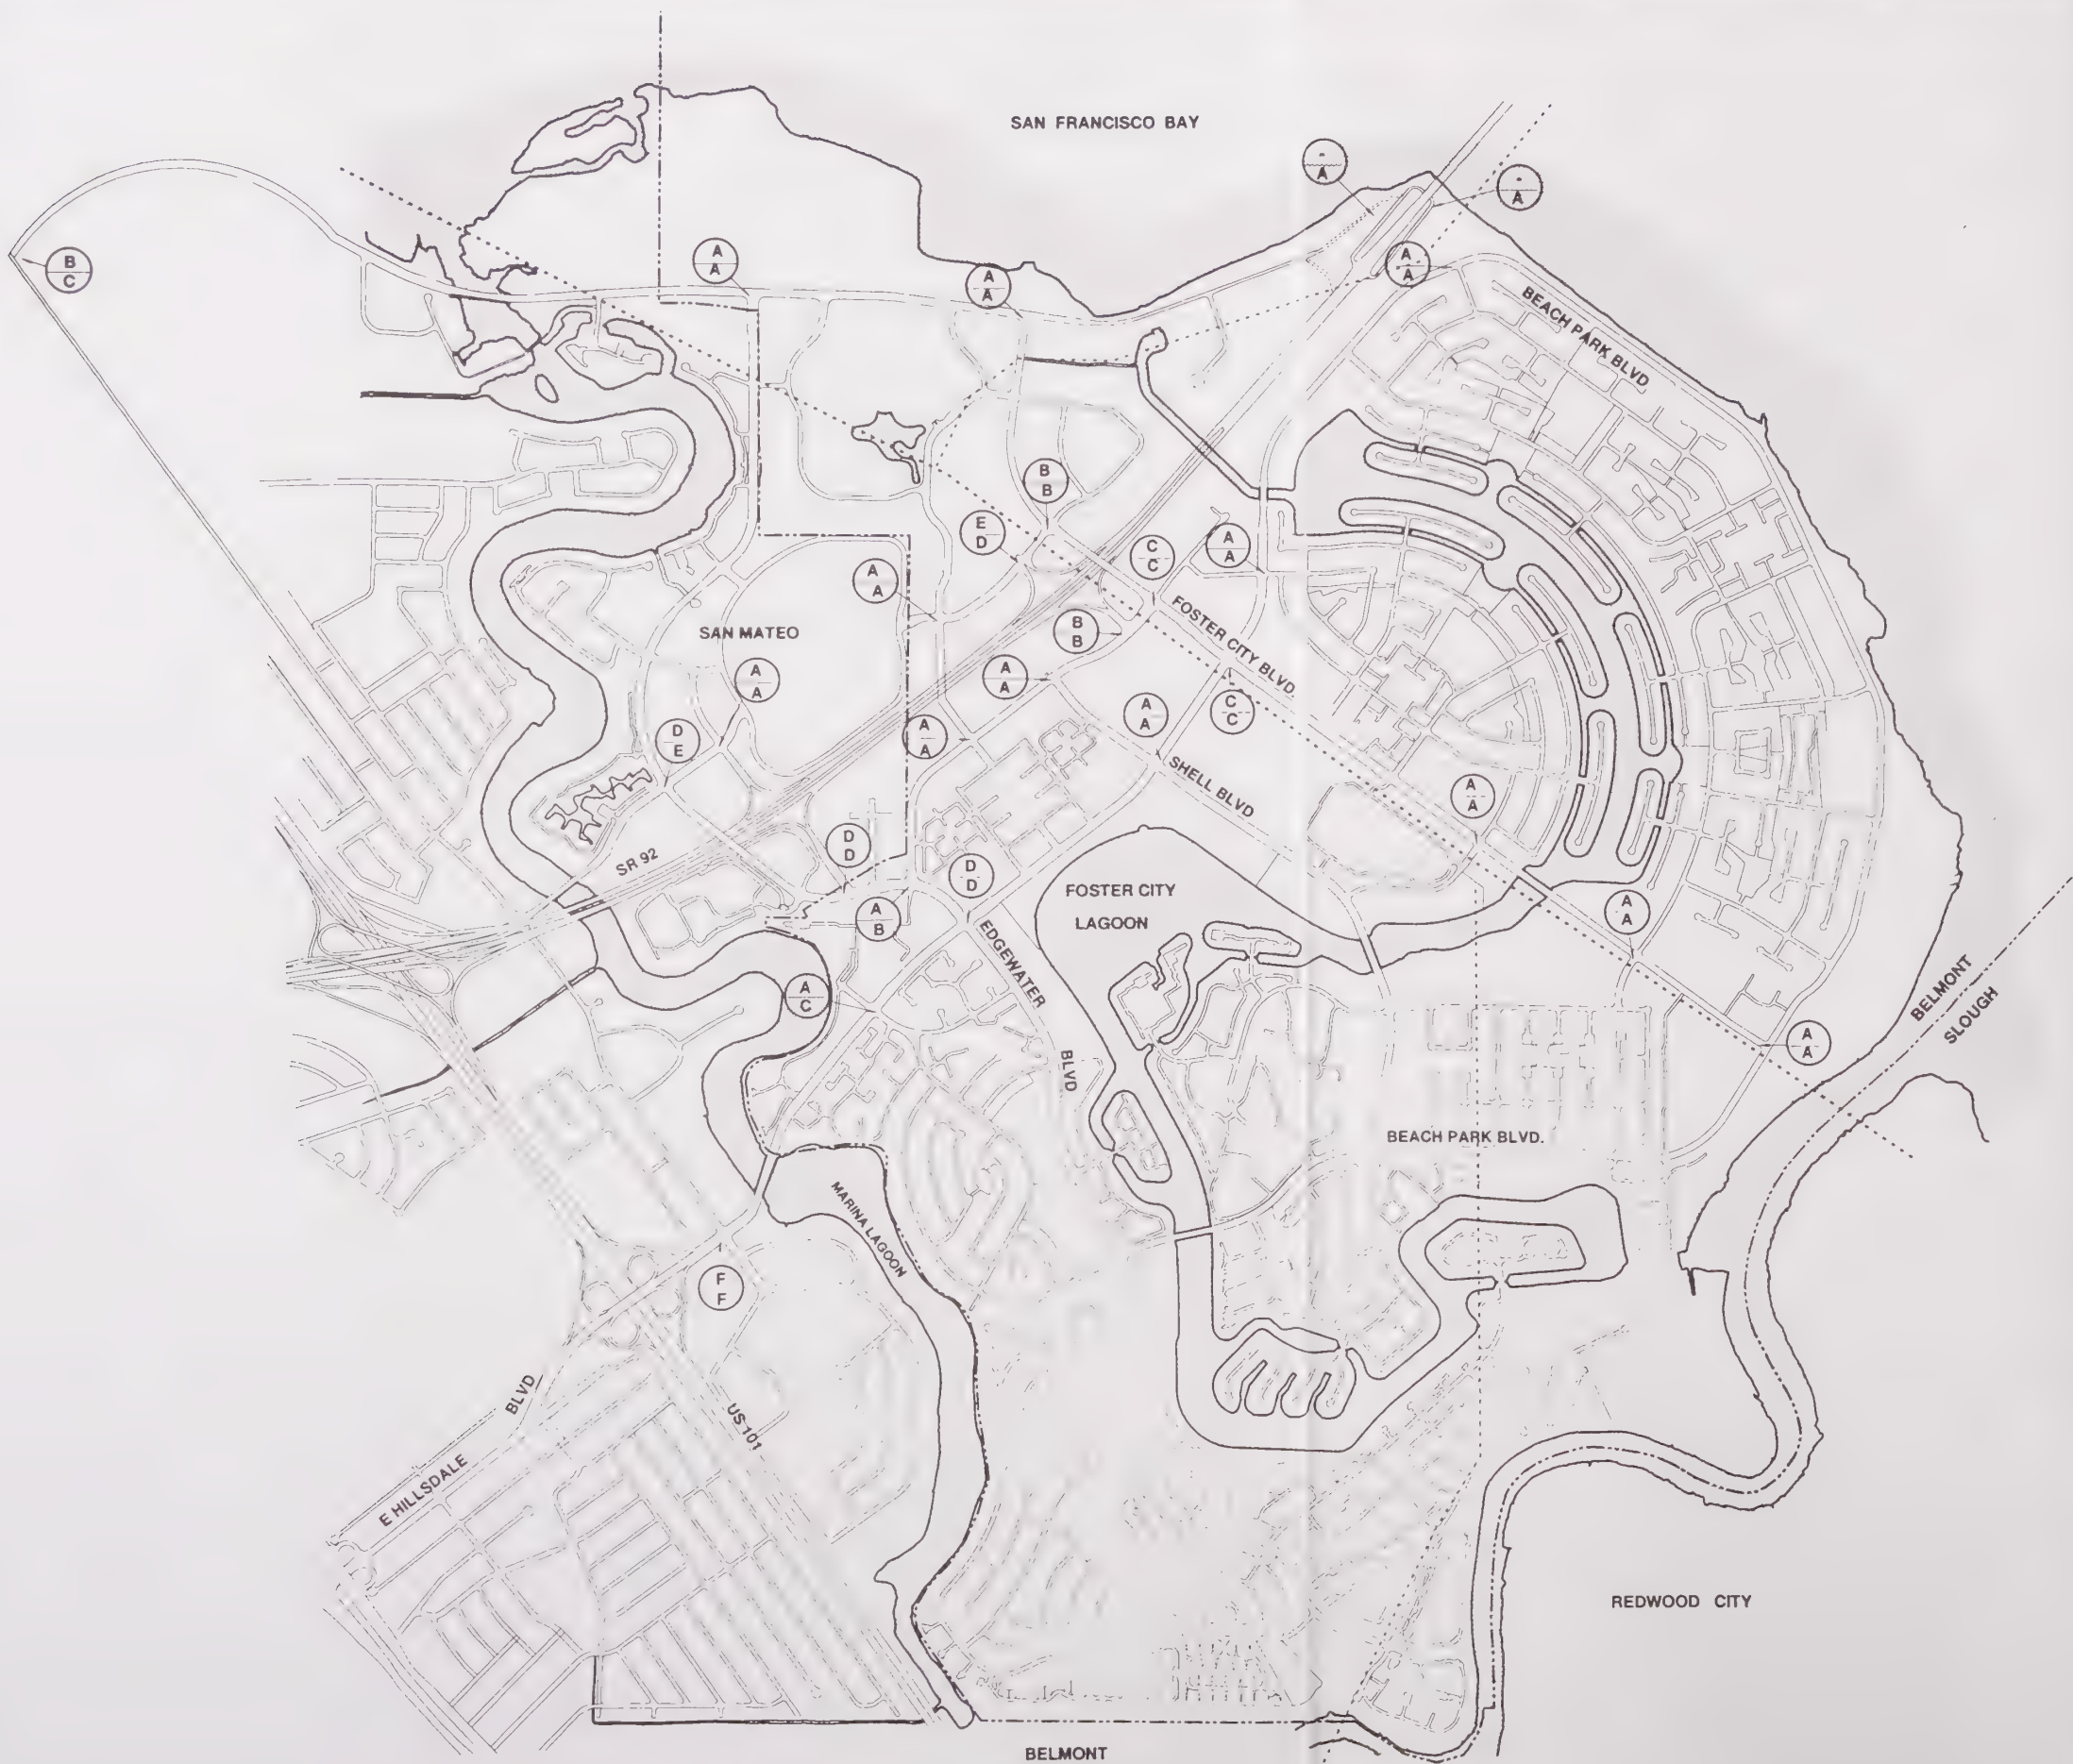 SAN FRANCISCO BAY
-
A
-
A
B
C
A
A
A
A
A
A
BEACH PARK BLVD
B
B
E
D
C
C
A
A
A
A
FOSTER CITY BLVD.
SAN MATEO
B
B
A
A
A
A
A
A
C
C
D
E
A
A
SHELL BLVD
A
A
SR 92
D
D
D
D
FOSTER CITY
LAGOON
A
B
A
A
EDGEWATER
BLVD
A
C
BELMONT
SLOUGH
A
A
BEACH PARK BLVD.
MARINA LAGOON
F
F
BLVD
US 101
E HILLSDALE
REDWOOD CITY
BELMONT